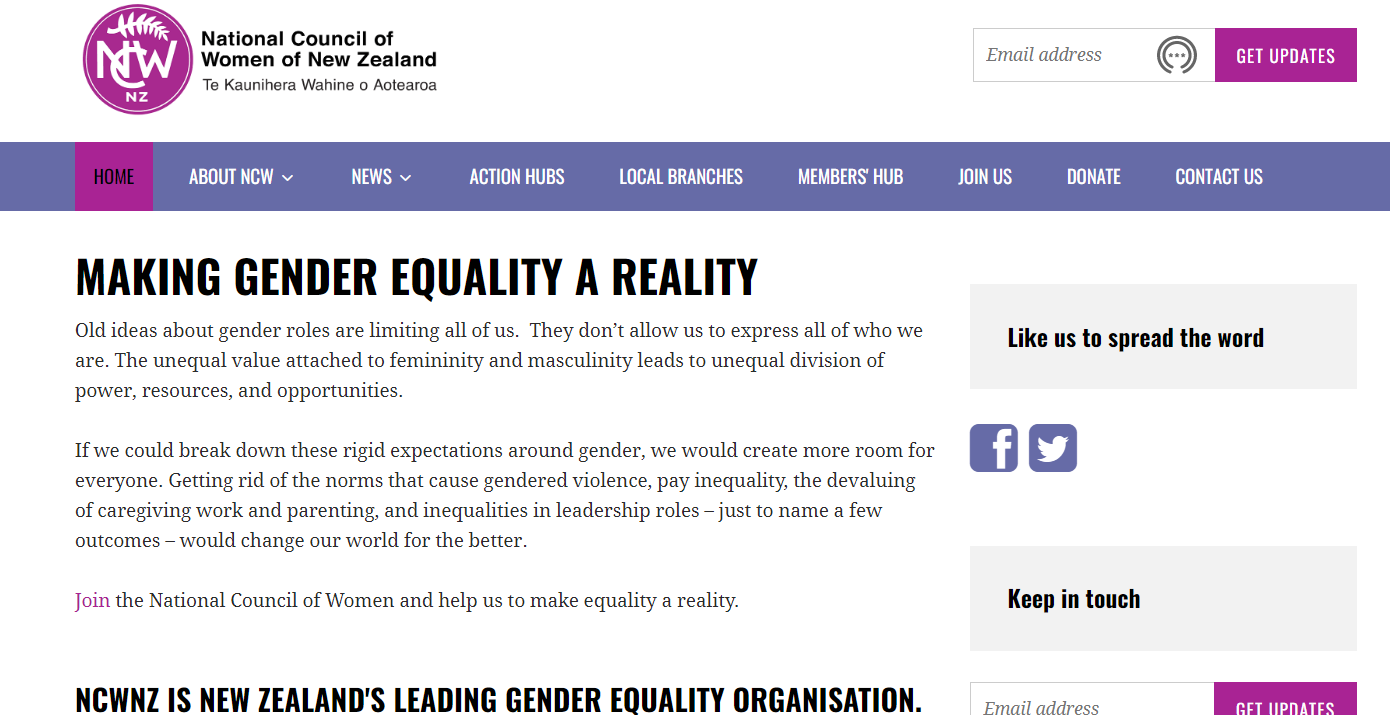 NCW
NZ
National Council of
Women of New Zealand
Te Kaunihera Wahine o Aotearoa
Email address
GET UPDATES
HOME
ABOUT NCW
NEWS
ACTION HUBS
LOCAL BRANCHES
MEMBERS' HUB
JOIN US
DONATE
CONTACT US
MAKING GENDER EQUALITY A REALITY
Old ideas about gender roles are limiting all of us.  They don’t allow us to express all of who we
are. The unequal value attached to femininity and masculinity leads to unequal division of
power, resources, and opportunities.
If we could break down these rigid expectations around gender, we would create more room for
everyone. Getting rid of the norms that cause gendered violence, pay inequality, the devaluing
of caregiving work and parenting, and inequalities in leadership roles – just to name a few
outcomes – would change our world for the better.
Join the National Council of Women and help us to make equality a reality.
NCWNZ IS NEW ZEALAND'S LEADING GENDER EQUALITY ORGANISATION.
Like us to spread the word
Keep in touch
Email address
GET UPDATES